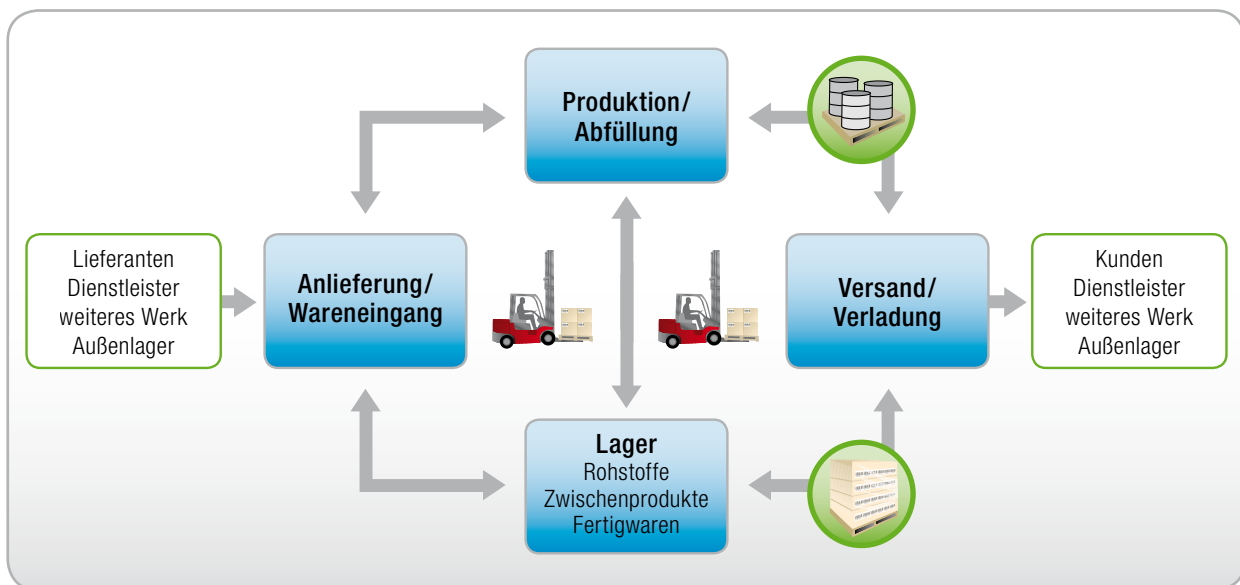 Produktion/
Abfüllung
Lieferanten
Dienstleister
weiteres Werk
Außenlager
Anlieferung/
Wareneingang
Versand/
Verladung
Kunden
Dienstleister
weiteres Werk
Außenlager
Lager
Rohstoffe
Zwischenprodukte
Fertigwaren